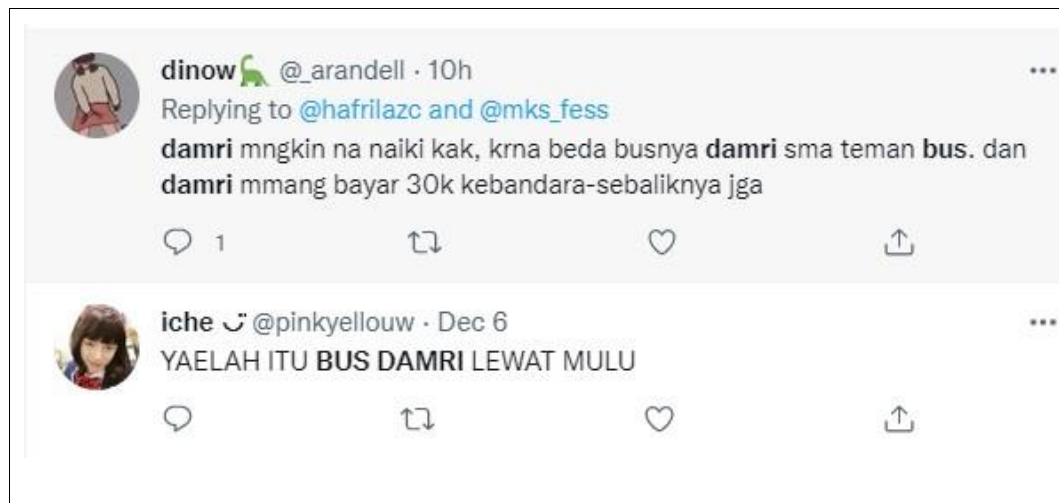 dinow🦕 @_arandell · 10h
Replying to @hafrilazc and @mks_fess
damri mngkin na naiki kak, krna beda busnya damri sma teman bus. dan
damri mmang bayar 30k kebandara-sebaliknya jga
1
iche @pinkyellouw · Dec 6
YAELAH ITU BUS DAMRI LEWAT MULU